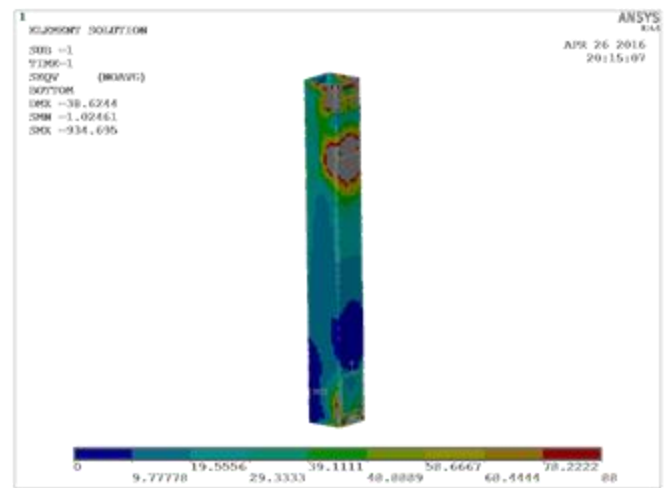 1
ELEMENT SOLUTION
SUB =1
TIME=1
SEQV (NOAVG)
BOTTOM
DMX =38.6244
SMN =1.02461
SMX =934.695
ANSYS
APR 26 2016
20:15:07
0 19.5556 39.1111 58.6667 78.2222
9.77778 29.3333 48.8889 68.4444 88